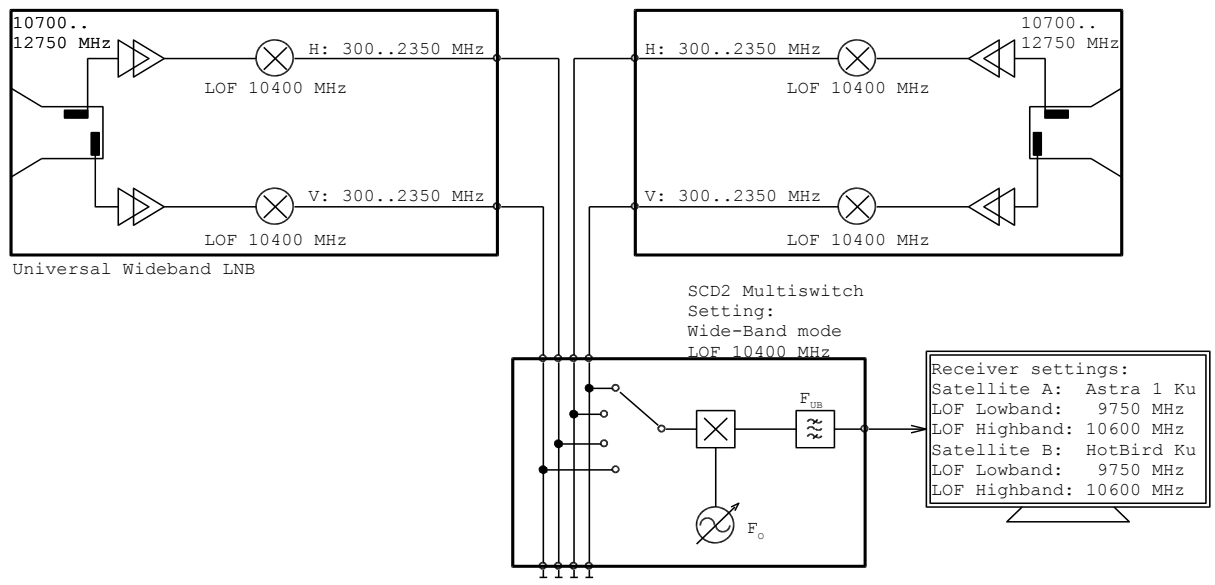 10700..
12750 MHz
H: 300..2350 MHz
LOF 10400 MHz
V: 300..2350 MHz
LOF 10400 MHz
Universal Wideband LNB
10700..
12750 MHz
H: 300..2350 MHz
LOF 10400 MHz
V: 300..2350 MHz
LOF 10400 MHz
SCD2 Multiswitch
Setting:
Wide-Band mode
LOF 10400 MHz
FUB
FO
Receiver settings:
Satellite A: Astra 1 Ku
LOF Lowband: 9750 MHz
LOF Highband: 10600 MHz
Satellite B: HotBird Ku
LOF Lowband: 9750 MHz
LOF Highband: 10600 MHz